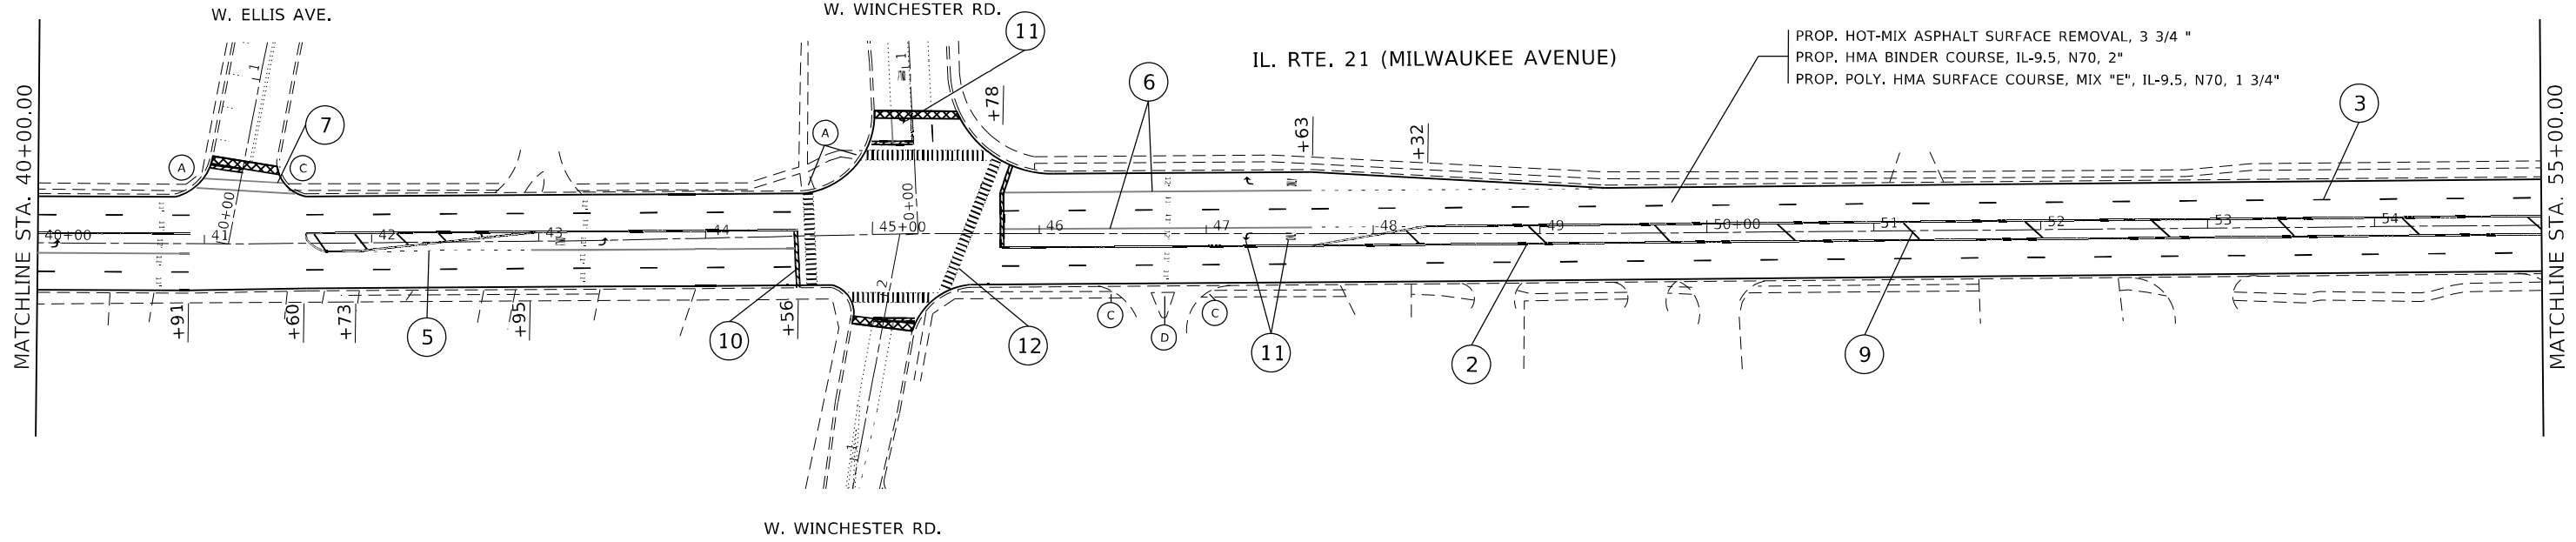 W. ELLIS AVE.
W. WINCHESTER RD.
11
IL. RTE. 21 (MILWAUKEE AVENUE)
PROP. HOT-MIX ASPHALT SURFACE REMOVAL, 3 3/4 "
PROP. HMA BINDER COURSE, IL-9.5, N70, 2"
PROP. POLY. HMA SURFACE COURSE, MIX "E", IL-9.5, N70, 1 3/4"
6
3
7
+78
+63
+32
A
A
C
1
1
MATCHLINE STA. 40+00.00
MATCHLINE STA. 55+00.00
40+00
41
0+00
42
43
44
45+00
0+00
46
47
48
49
50+00
51
52
53
54
2
1
+91
+60
+73
+95
+56
5
10
12
C
D
C
11
2
9
W. WINCHESTER RD.